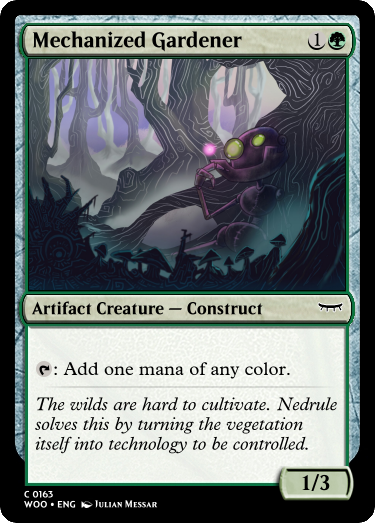 Mechanized Gardener 1
Artifact Creature — Construct
: Add one mana of any color.
The wilds are hard to cultivate. Nedrule
solves this by turning the vegetation
itself into technology to be controlled.
1/3
C 0163
WOO • ENG Julian Messar